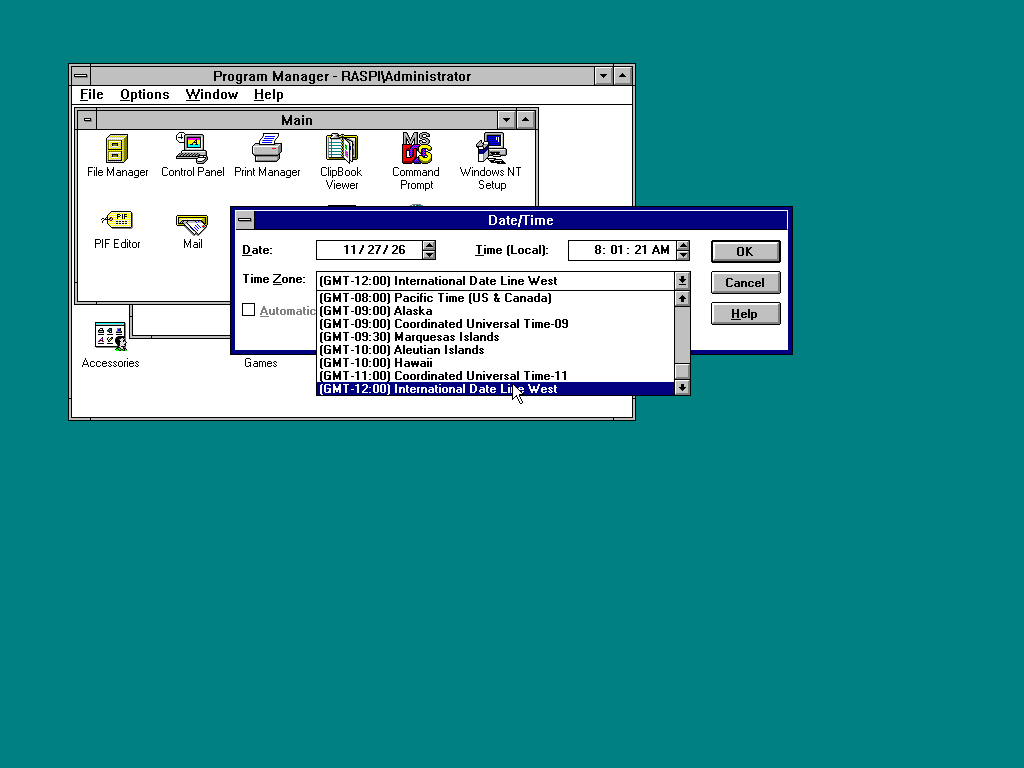 Program Manager - RASPI\Administrator
File Options Window Help
Main
File Manager
Control Panel
Print Manager
ClipBook
Viewer
Command
Prompt
Windows NT
Setup
PIF
PIF Editor
Mail
Date/Time
Date: 11/27/26
Time (Local): 8: 01: 21 AM
OK
Time Zone: (GMT-12:00) International Date Line West
Cancel
(GMT-08:00) Pacific Time (US & Canada)
Automatic
(GMT-09:00) Alaska
Help
(GMT-09:00) Coordinated Universal Time-09
(GMT-09:30) Marquesas Islands
(GMT-10:00) Aleutian Islands
(GMT-10:00) Hawaii
(GMT-11:00) Coordinated Universal Time-11
(GMT-12:00) International Date Line West
Accessories
Games